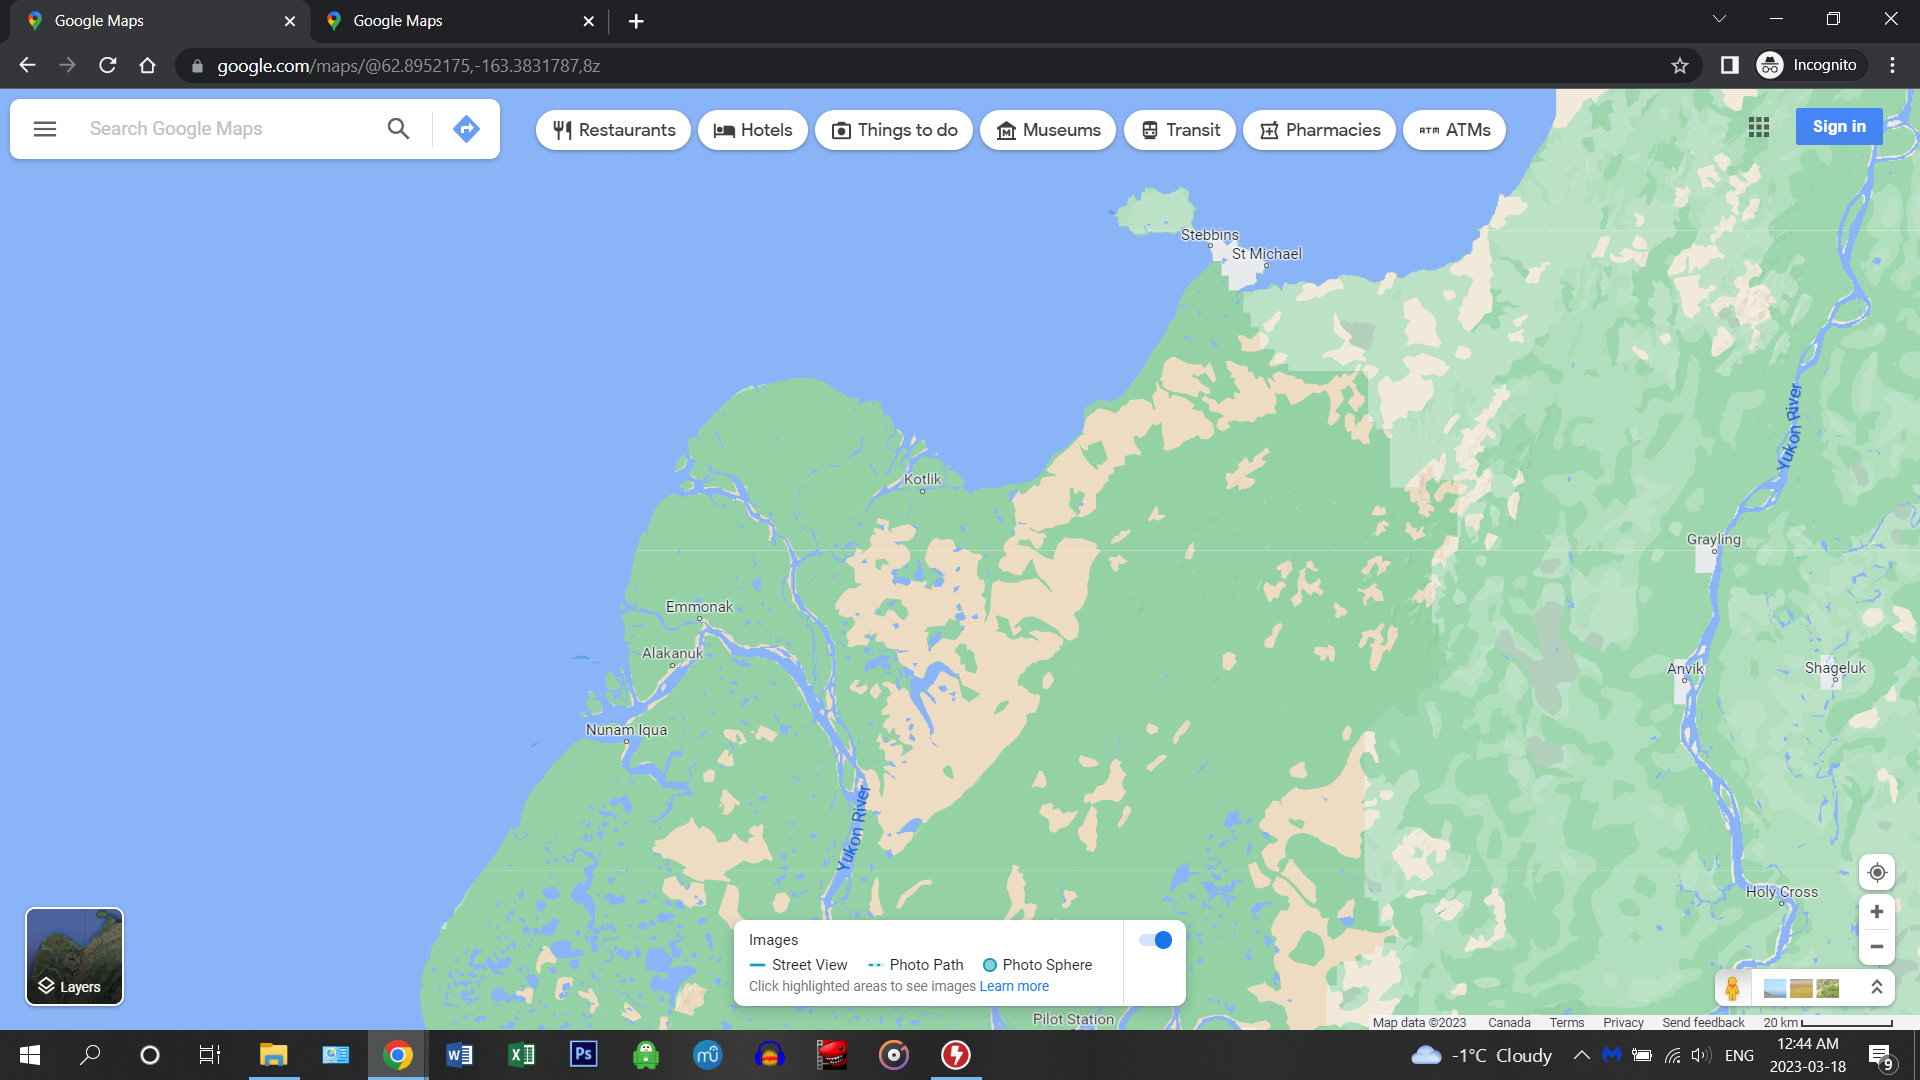 Google Maps
Google Maps
google.com/maps/@62.8952175,-163.3831787,8z
Incognito
Search Google Maps
Restaurants
Hotels
Things to do
Museums
Transit
Pharmacies
ATM ATMs
Sign in
Stebbins
St Michael
Yukon River
Kotlik
Grayling
Emmonak
Alakanuk
Anvik
Shageluk
Nunam Iqua
Yukon River
Holy Cross
Images
Street View
Photo Path
Photo Sphere
Click highlighted areas to see images Learn more
Layers
Pilot Station
Map data ©2023
Canada
Terms
Privacy
Send feedback
20 km
W
X
Ps
-1°C Cloudy
ENG
12:44 AM
2023-03-18
9